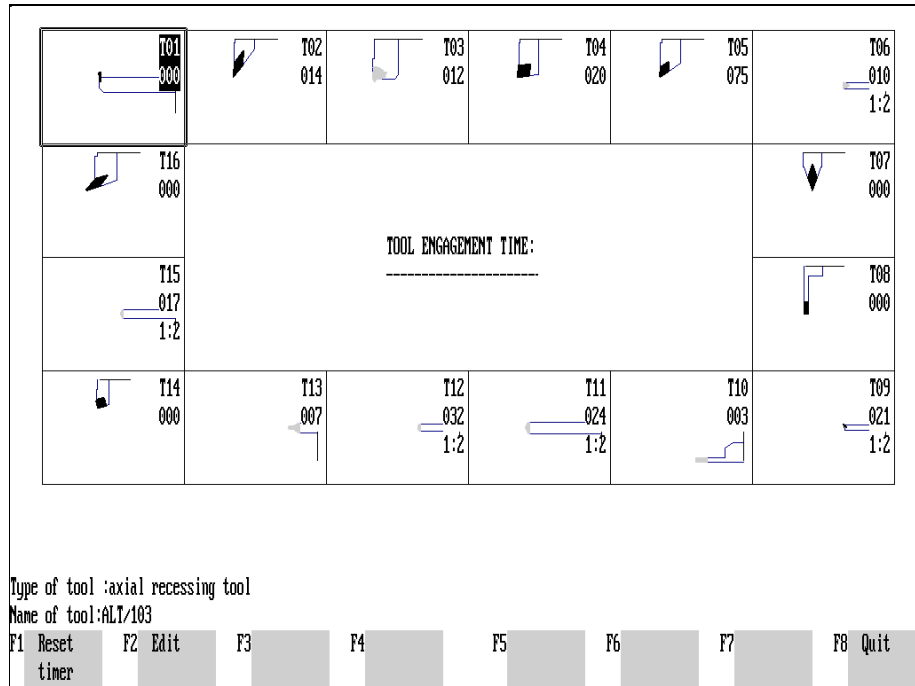 T01
000
T02
014
T03
012
T04
020
T05
075
T06
010
1:2
T16
000
T07
000
TOOL ENGAGEMENT TIME:
----------------------
T15
017
1:2
T08
000
T14
000
T13
007
T12
032
1:2
T11
024
1:2
T10
003
T09
021
1:2
Type of tool :axial recessing tool
Name of tool:ALT/103
F1 Reset timer
F2 Edit
F3
F4
F5
F6
F7
F8 Quit